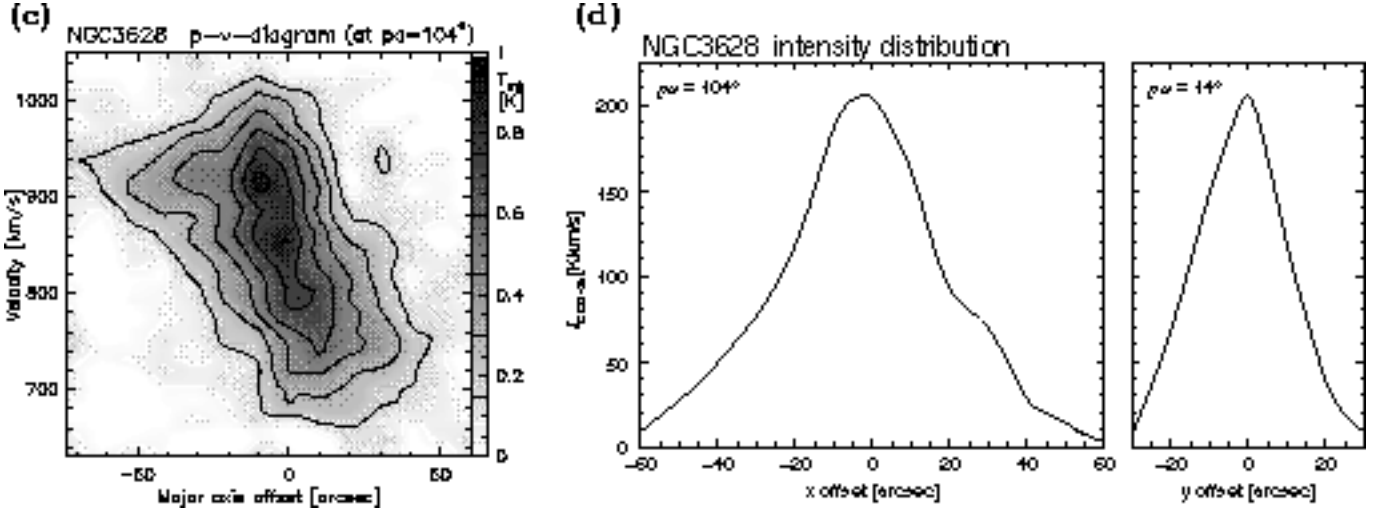 (c)
NGC3628 p-v-diagram (at pa=104°)
1
T_mb
[K]
1000
900
800
700
Velocity [km/s]
0.8
0.6
0.4
0.2
0
-50 0 50
Major axis offset [arcsec]
(d)
NGC3628 intensity distribution
pa = 104°
200
150
100
50
0
[Kkm/s]
-60 -40 -20 0 20 40 60
x offset [arcsec]
pa = 14°
-20 0 20
y offset [arcsec]